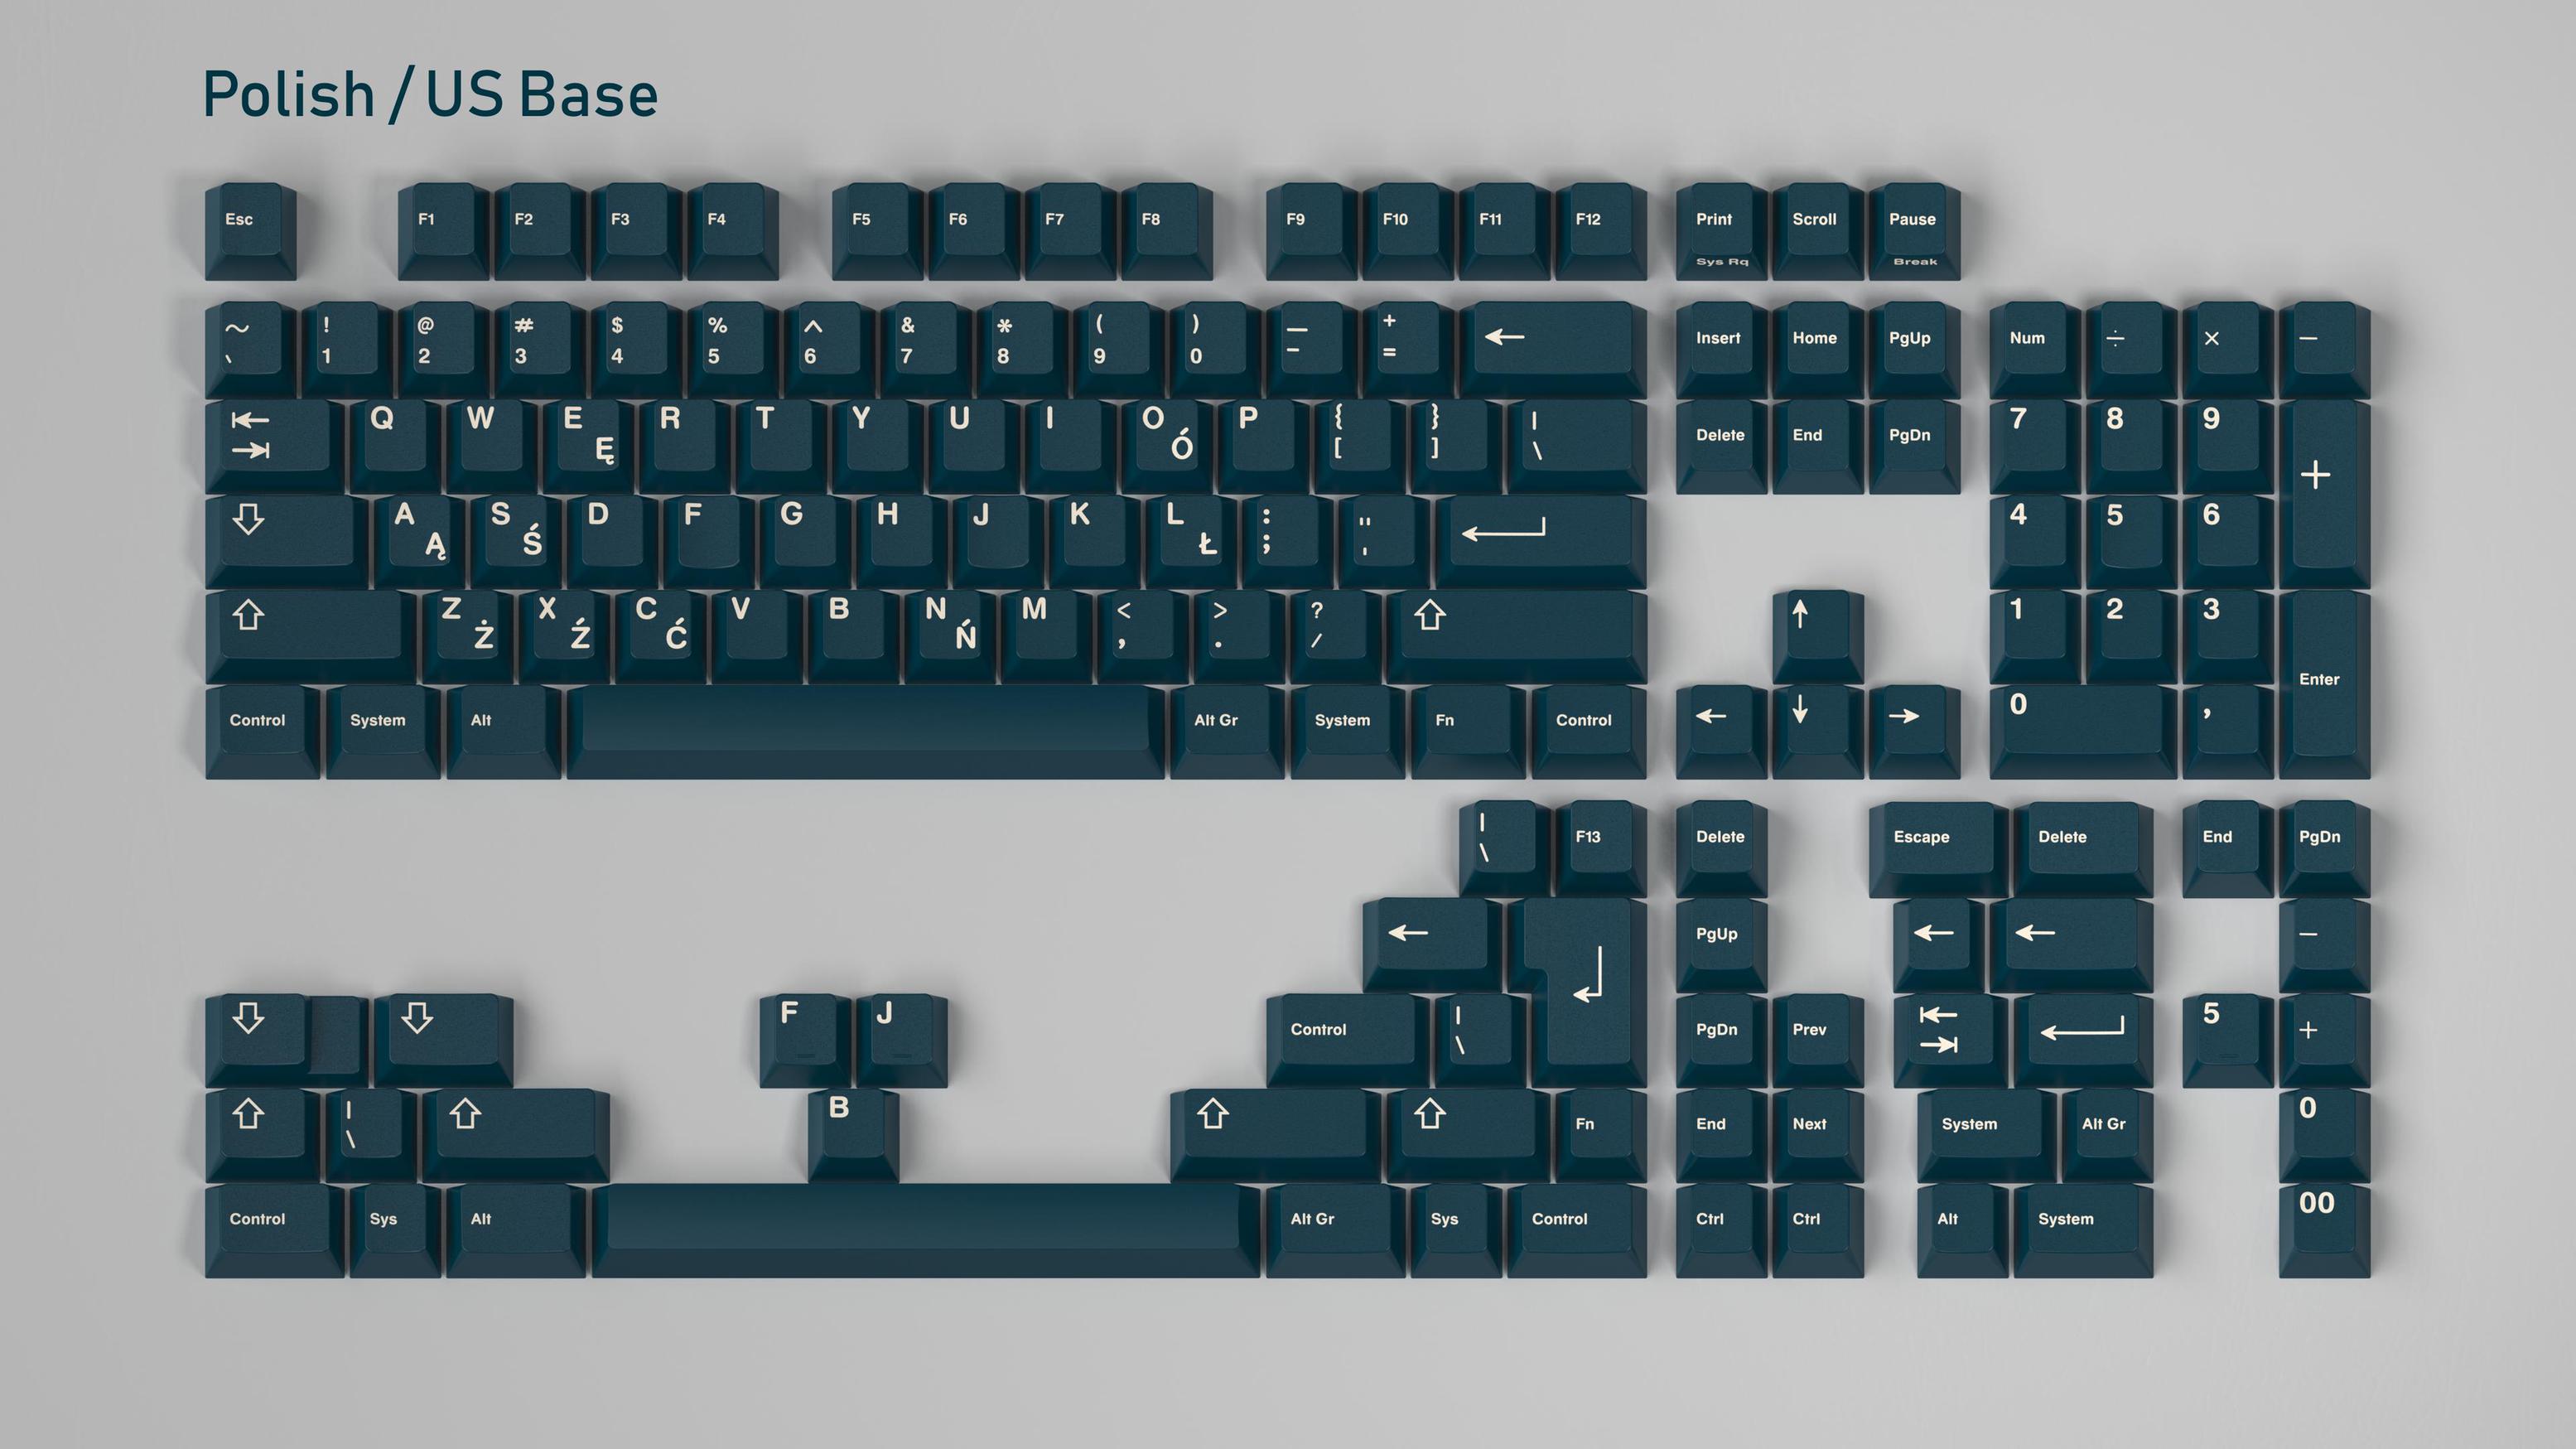 Polish / US Base
Esc F1 F2 F3 F4 F5 F6 F7 F8 F9 F10 F11 F12 Print Scroll Pause
Sys Rq Break
~ ! @ # $ % ^ & * ( ) — + ← Insert Home PgUp Num ÷ × −
` 1 2 3 4 5 6 7 8 9 0 - =
⇤ Q W E R T Y U I O P { } | Delete End PgDn 7 8 9 +
⇥ Ę Ó [ ] \
⇩ A S D F G H J K L : " ↵ 4 5 6
Ą Ś Ł ; '
⇧ Z X C V B N M < > ? ⇧ ↑ 1 2 3 Enter
Ż Ź Ć Ń , . /
Control System Alt Alt Gr System Fn Control ← ↓ → 0 ,
| F13 Delete Escape Delete End PgDn
\
← ↵ PgUp ← ← −
⇩ ⇩ F J Control | PgDn Prev ⇤ ↵ 5 +
\ ⇥
⇧ | ⇧ B ⇧ ⇧ Fn End Next System Alt Gr 0
\
Control Sys Alt Alt Gr Sys Control Ctrl Ctrl Alt System 00